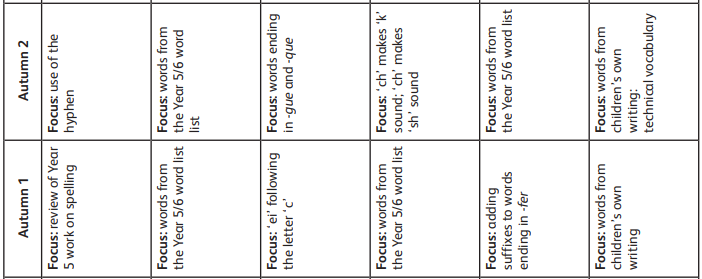 Autumn 1
Autumn 2
Focus: review of Year
5 work on spelling
Focus: use of the
hyphen
Focus: words from
the Year 5/6 word list
Focus: words from
the Year 5/6 word
list
Focus: ‘ei’ following
the letter ‘c’
Focus: words ending
in -gue and -que
Focus: words from
the Year 5/6 word list
Focus: ‘ch’ makes ‘k’
sound; ‘ch’ makes
‘sh’ sound
Focus: adding
suffixes to words
ending in -fer
Focus: words from
the Year 5/6 word list
Focus: words from
children’s own
writing
Focus: words from
children’s own
writing:
technical vocabulary